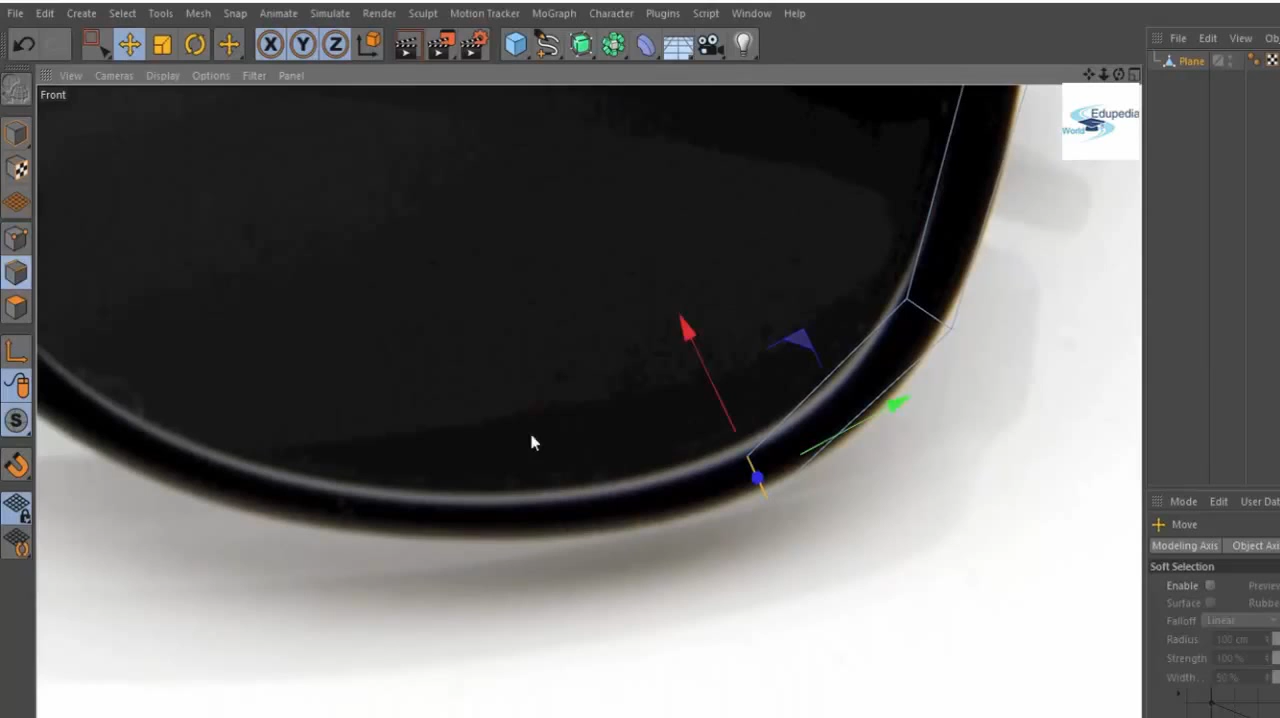 File Edit Create Select Tools Mesh Snap Animate Simulate Render Sculpt Motion Tracker MoGraph Character Plugins Script Window Help
File Edit View Ob
X Y Z
Plane
View Cameras Display Options Filter Panel
Front
Edupedia
World
S
Mode Edit User Dat
Move
Modeling Axis Object Axi
Soft Selection
Enable Preview
Surface Rubbe
Falloff Linear
Radius 100 cm
Strength 100 %
Width . . 50 %